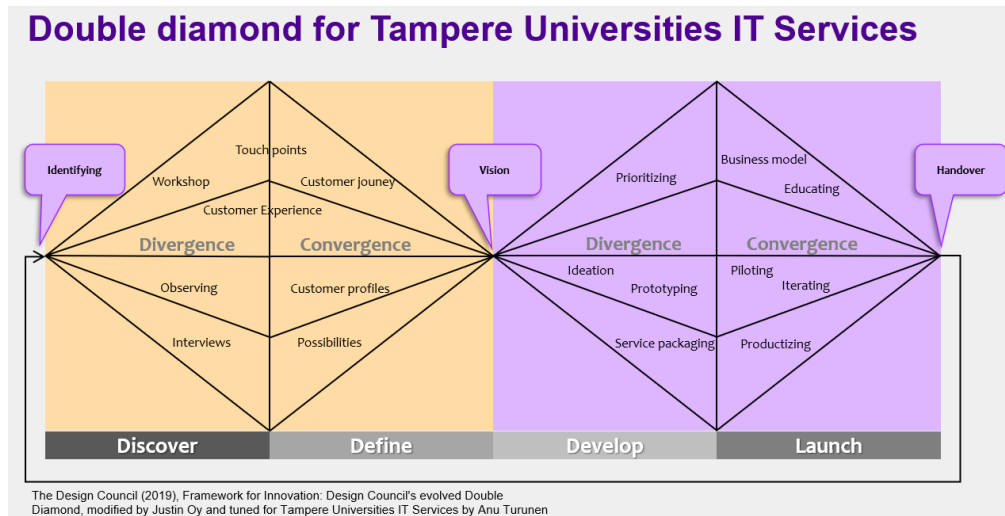 Double diamond for Tampere Universities IT Services
Identifying
Vision
Handover
Touch points
Workshop
Customer jouney
Customer Experience
Divergence
Convergence
Observing
Customer profiles
Interviews
Possibilities
Business model
Prioritizing
Educating
Divergence
Convergence
Ideation
Piloting
Prototyping
Iterating
Service packaging
Productizing
Discover
Define
Develop
Launch
The Design Council (2019), Framework for Innovation: Design Council's evolved Double
Diamond, modified by Justin Oy and tuned for Tampere Universities IT Services by Anu Turunen